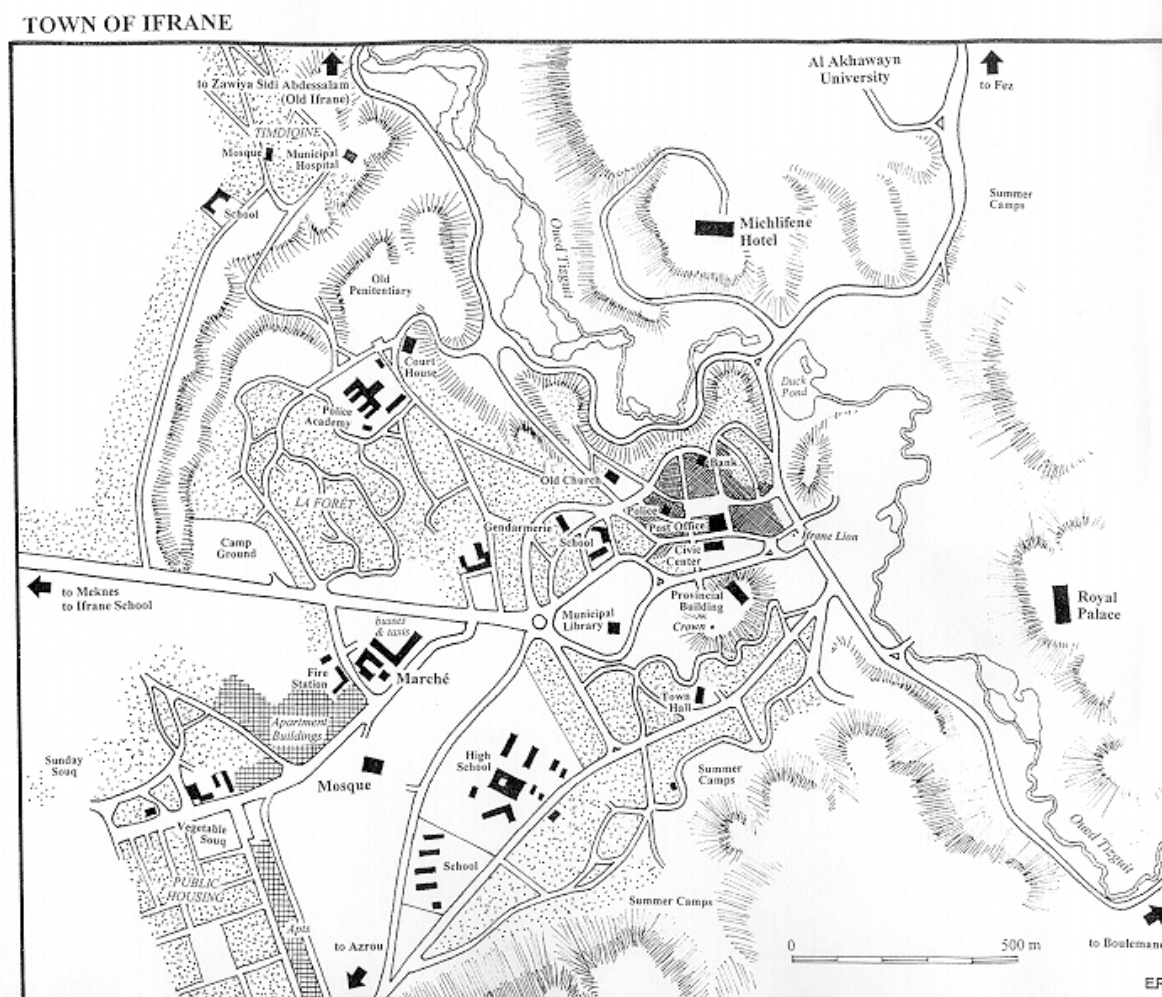 TOWN OF IFRANE
to Zawiya Sidi Abdessalam
(Old Ifrane)
Al Akhawayn
University
to Fez
TIMDIQINE
Mosque
Municipal
Hospital
School
Summer
Camps
Michlifene
Hotel
Oued Tizguit
Old
Penitentiary
Court
House
Duck
Pond
Police
Academy
Bank
Old Church
LA FORET
Police
Gendarmerie
Post Office
School
Ifrane Lion
Camp
Ground
Civic
Center
to Meknes
to Ifrane School
Provincial
Building
Royal
Palace
busses
& taxis
Municipal
Library
Crown
Fire
Station
Marché
Town
Hall
Apartment
Buildings
Sunday
Souq
High
School
Summer
Camps
Mosque
Vegetable
Souq
Oued Tizguit
School
PUBLIC
HOUSING
Summer Camps
Apts
to Azrou
0 500 m
to Boulemane